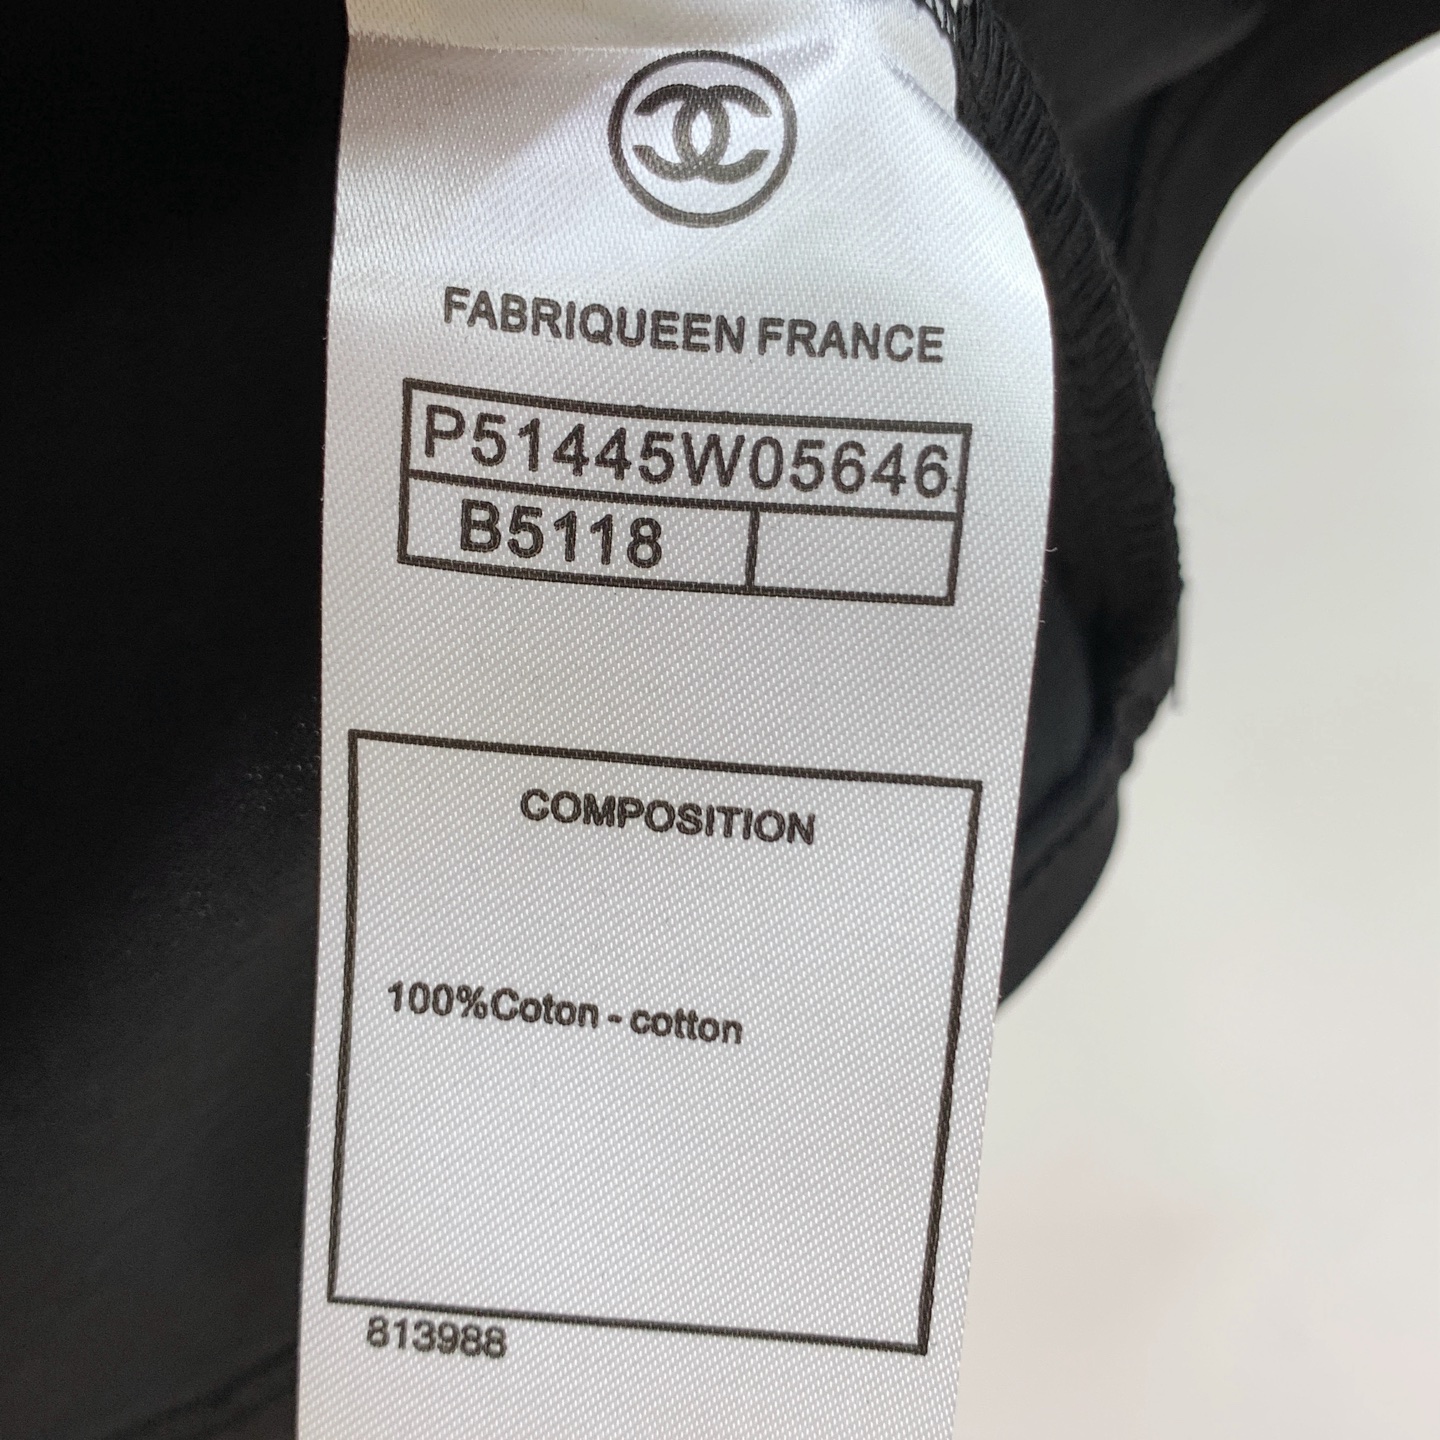 FABRIQUEEN FRANCE
P51445W05646
B5118
COMPOSITION
100%Coton - cotton
813988